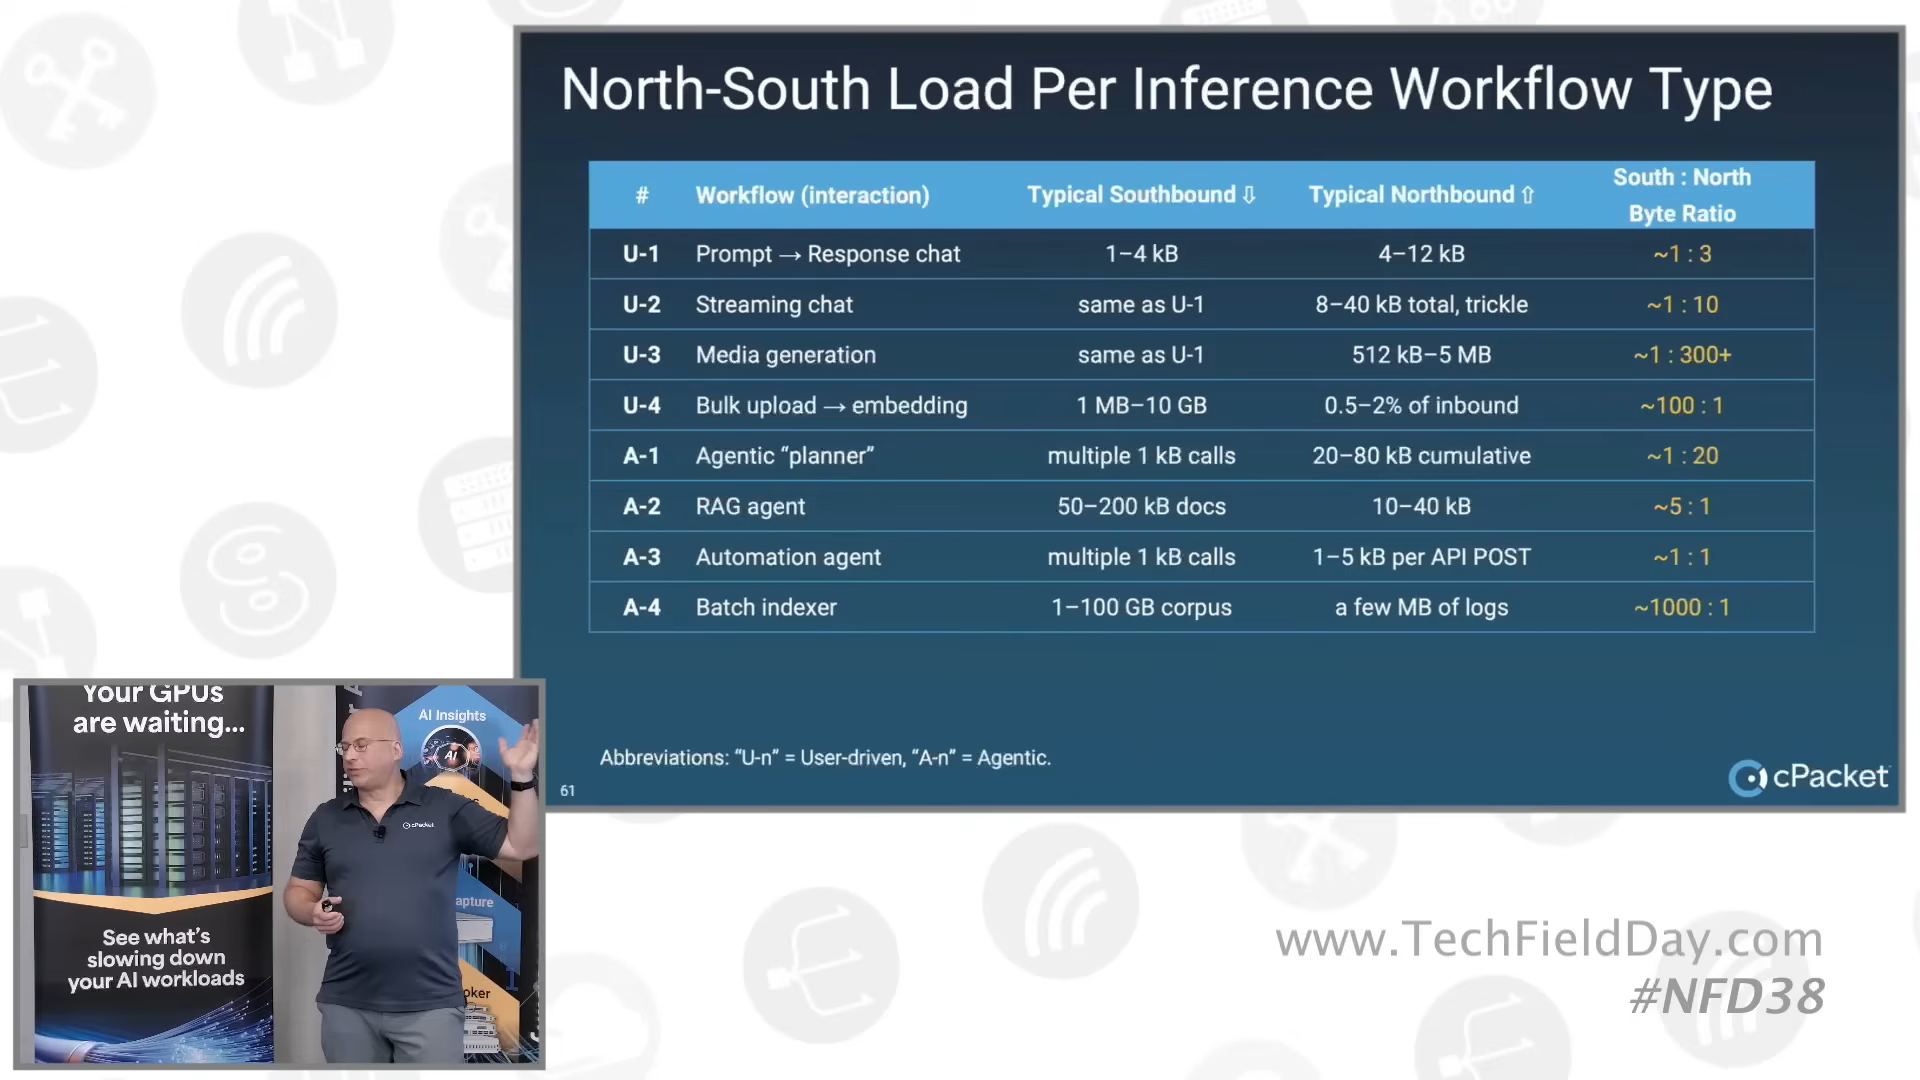 North-South Load Per Inference Workflow Type
# Workflow (interaction) Typical Southbound ⇩ Typical Northbound ⇧ South : North Byte Ratio
U-1 Prompt → Response chat 1–4 kB 4–12 kB ~1 : 3
U-2 Streaming chat same as U-1 8–40 kB total, trickle ~1 : 10
U-3 Media generation same as U-1 512 kB–5 MB ~1 : 300+
U-4 Bulk upload → embedding 1 MB–10 GB 0.5–2% of inbound ~100 : 1
A-1 Agentic “planner” multiple 1 kB calls 20–80 kB cumulative ~1 : 20
A-2 RAG agent 50–200 kB docs 10–40 kB ~5 : 1
A-3 Automation agent multiple 1 kB calls 1–5 kB per API POST ~1 : 1
A-4 Batch indexer 1–100 GB corpus a few MB of logs ~1000 : 1
Abbreviations: “U-n” = User-driven, “A-n” = Agentic.
61
cPacket
Your GPUs
are waiting...
See what's
slowing down
your AI workloads
AI Insights
AI
cPacket
apture
oker
www.TechFieldDay.com
#NFD38